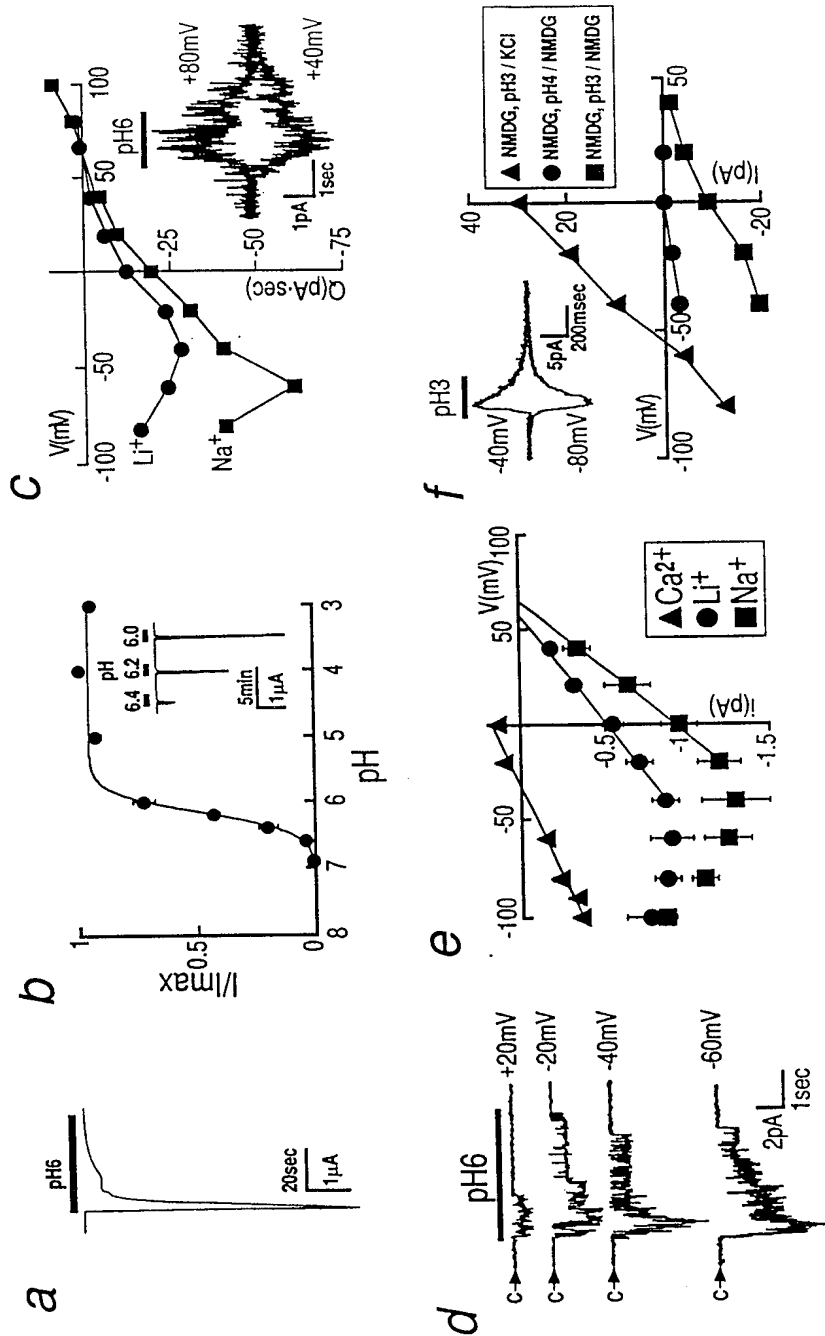 a
pH6
20sec
1µA
b
I/Imax
1
0.5
0
8
7
6
5
4
3
pH
pH
6.4
6.2
6.0
5min
1µA
c
V(mV)
-100
-50
50
100
-25
-50
-75
Q(pA·sec)
Li+
Na+
pH6
+80mV
+40mV
1pA
1sec
d
pH6
C
+20mV
C
-20mV
C
-40mV
C
-60mV
2pA
1sec
e
V(mV)
-100
-50
50
100
-0.5
-1
-1.5
i(pA)
Ca2+
Li+
Na+
f
pH3
-40mV
-80mV
5pA
200msec
40
20
-20
V(mV)
-100
-50
50
I(pA)
NMDG, pH3 / KCl
NMDG, pH4 / NMDG
NMDG, pH3 / NMDG